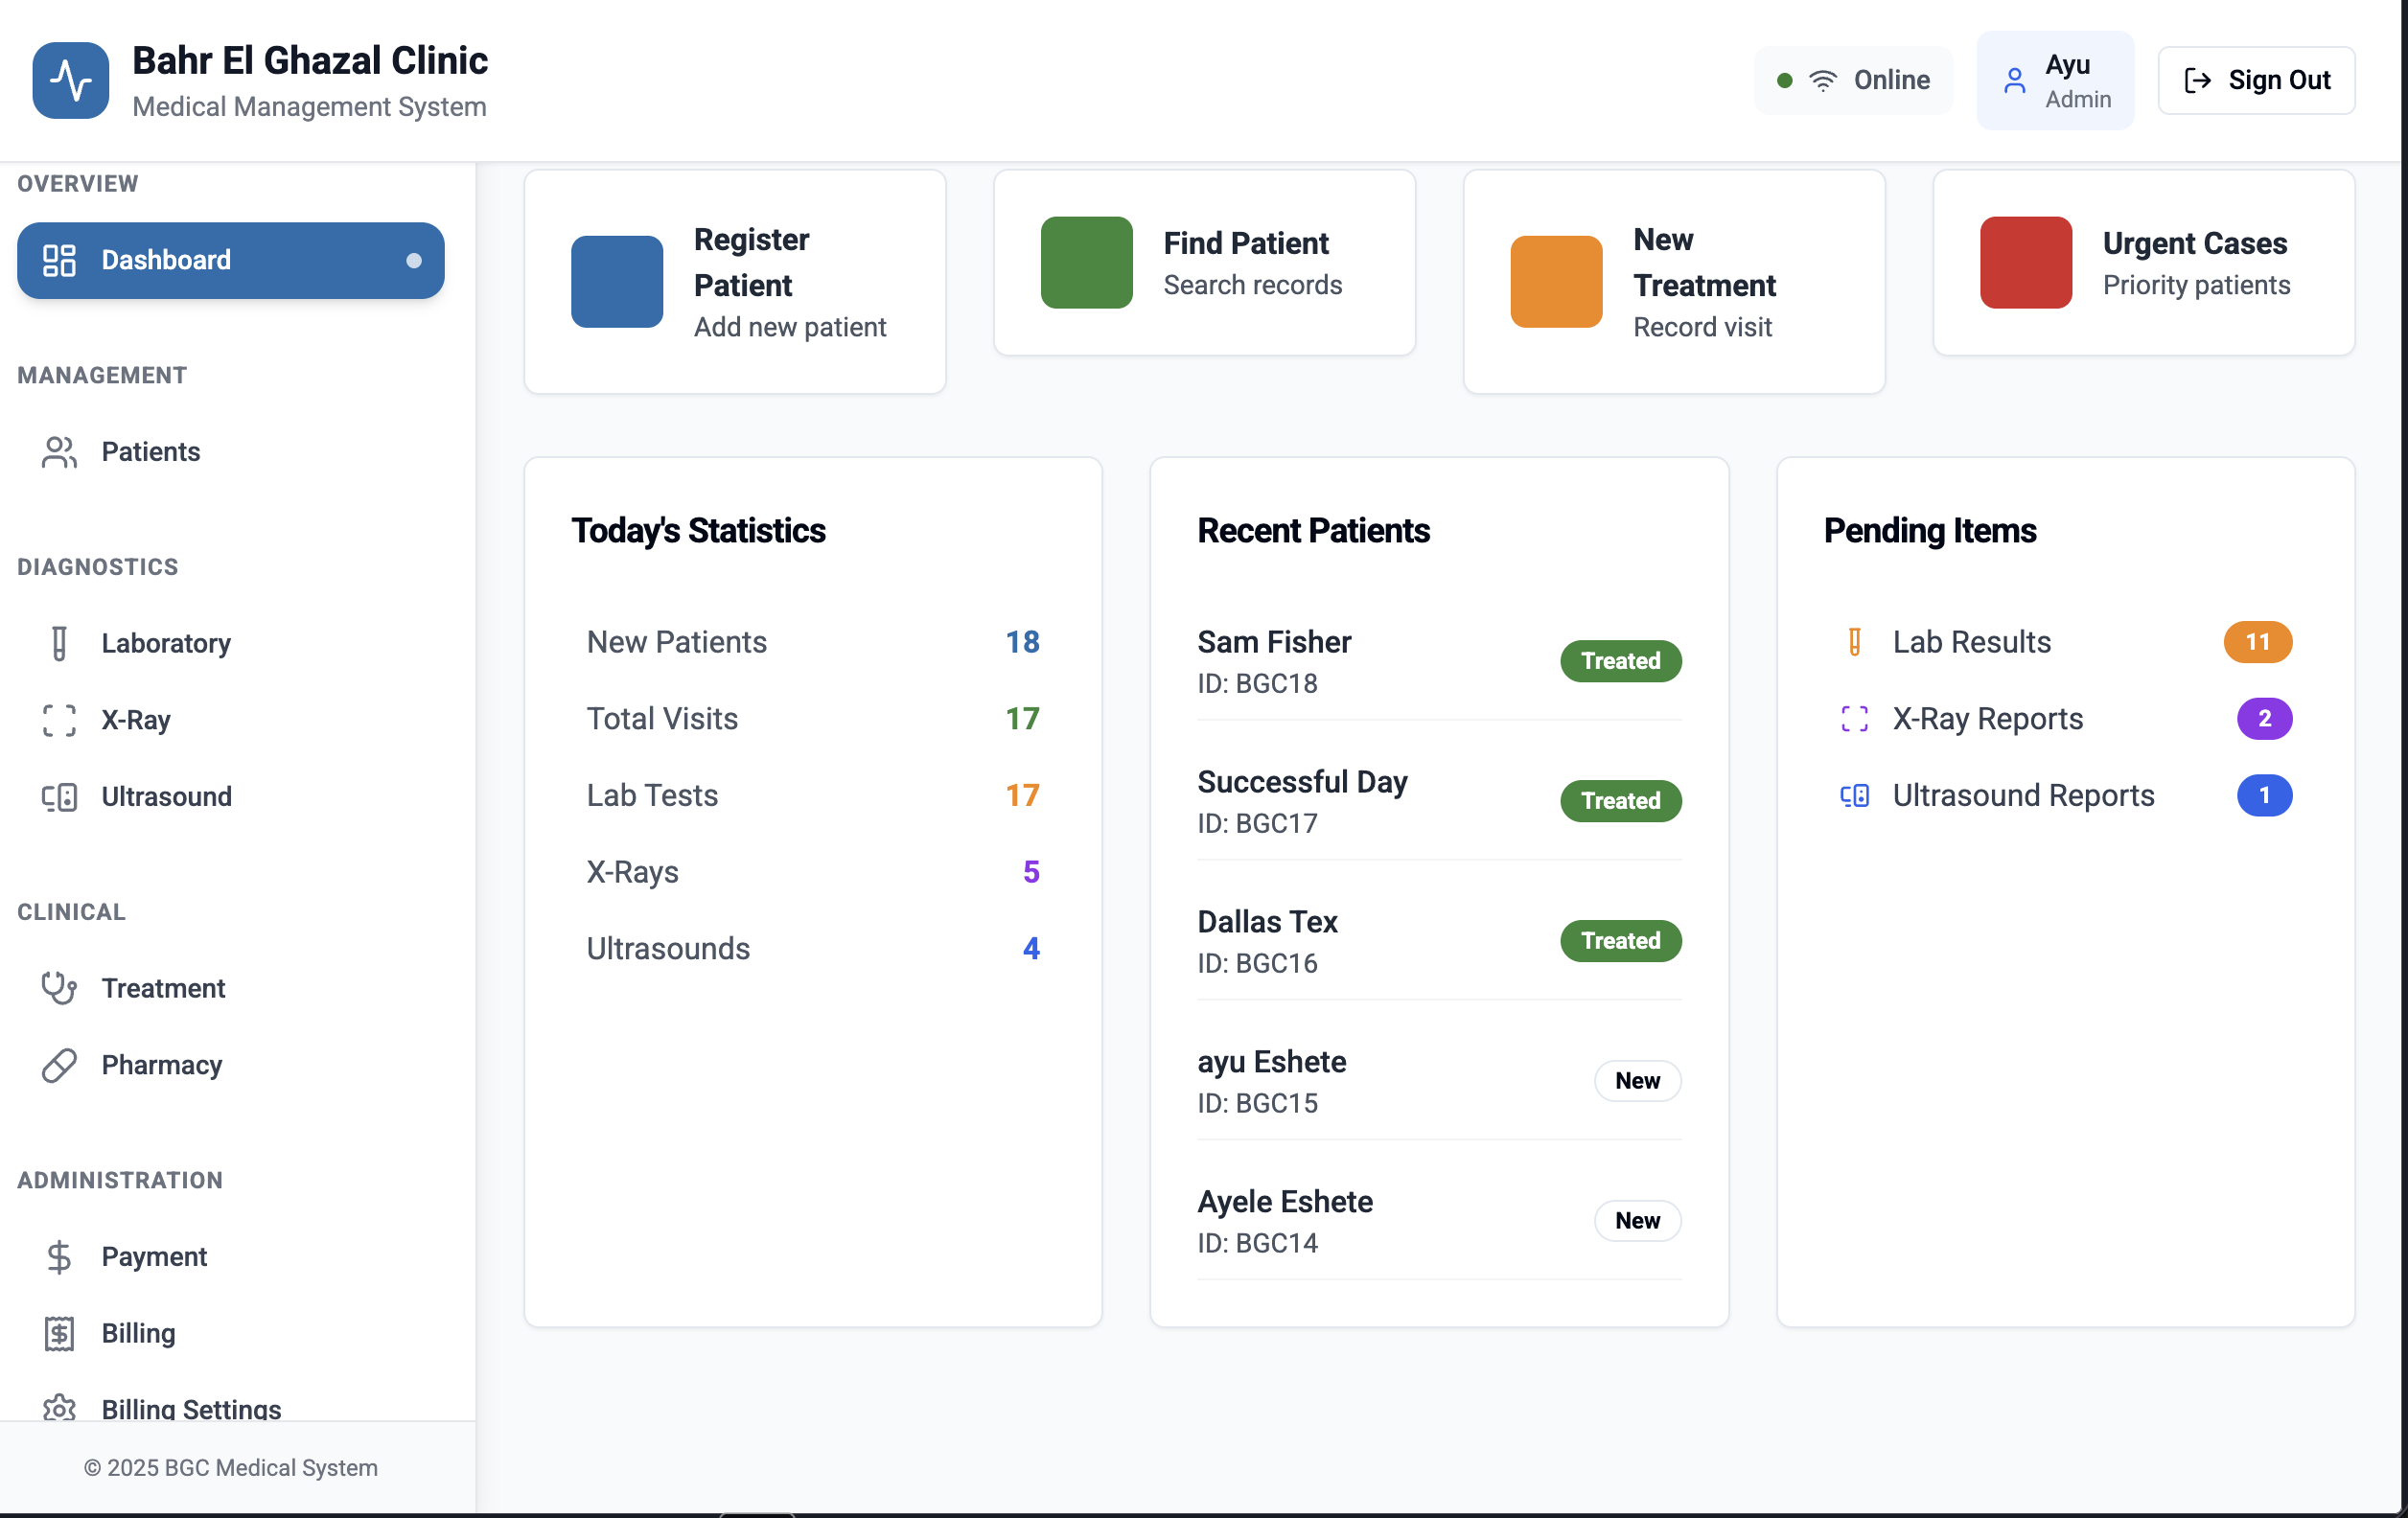 Bahr El Ghazal Clinic
Medical Management System
Online
Ayu
Admin
Sign Out
OVERVIEW
Dashboard
MANAGEMENT
Patients
DIAGNOSTICS
Laboratory
X-Ray
Ultrasound
CLINICAL
Treatment
Pharmacy
ADMINISTRATION
Payment
Billing
Billing Settings
© 2025 BGC Medical System
Register
Patient
Add new patient
Find Patient
Search records
New
Treatment
Record visit
Urgent Cases
Priority patients
Today's Statistics
New Patients 18
Total Visits 17
Lab Tests 17
X-Rays 5
Ultrasounds 4
Recent Patients
Sam Fisher
ID: BGC18
Treated
Successful Day
ID: BGC17
Treated
Dallas Tex
ID: BGC16
Treated
ayu Eshete
ID: BGC15
New
Ayele Eshete
ID: BGC14
New
Pending Items
Lab Results 11
X-Ray Reports 2
Ultrasound Reports 1